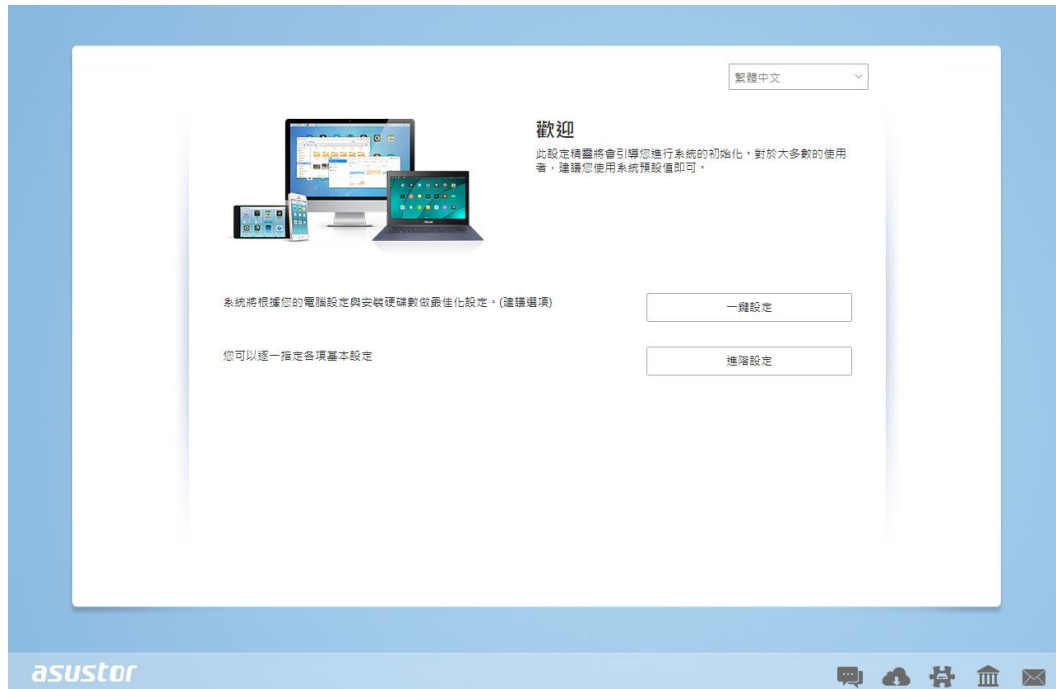 繁體中文
歡迎
此設定精靈將會引導您進行系統的初始化。對於大多數的使用
者，建議您使用系統預設值即可。
系統將根據您的電腦設定與安裝硬碟數做最佳化設定。(建議選項)
一鍵設定
您可以逐一指定各項基本設定
進階設定
asustor